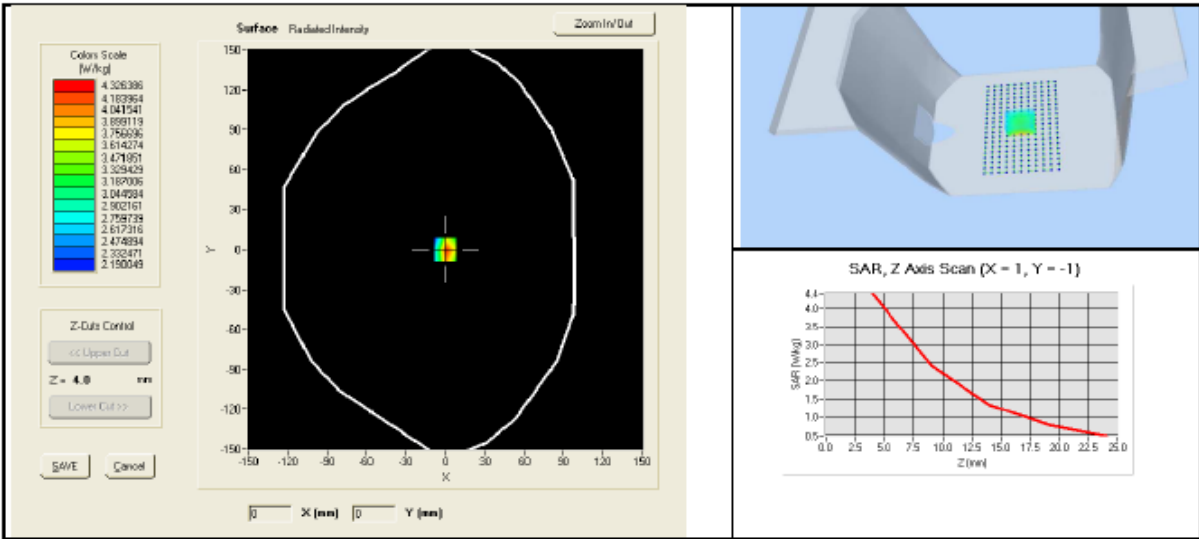 Surface Radiated Intensity
Zoom In/Out
Colors Scale
[W/kg]
4.326386
4.183964
4.041541
3.899119
3.756696
3.614274
3.471851
3.329429
3.187006
3.044584
2.902161
2.759739
2.617316
2.474894
2.332471
2.190049
150
120
90
60
30
0
-30
-60
-90
-120
-150
Y
-150 -120 -90 -60 -30 0 30 60 90 120 150
X
Z-Cuts Control
<< Upper Cut
Z = 4.0 mm
Lower Cut >>
SAVE Cancel
0 X (mm) 0 Y (mm)
SAR, Z Axis Scan (X = 1, Y = -1)
4.4
4.0
3.5
3.0
2.5
2.0
1.5
1.0
0.5
SAR (W/kg)
0.0 2.5 5.0 7.5 10.0 12.5 15.0 17.5 20.0 22.5 25.0
Z (mm)